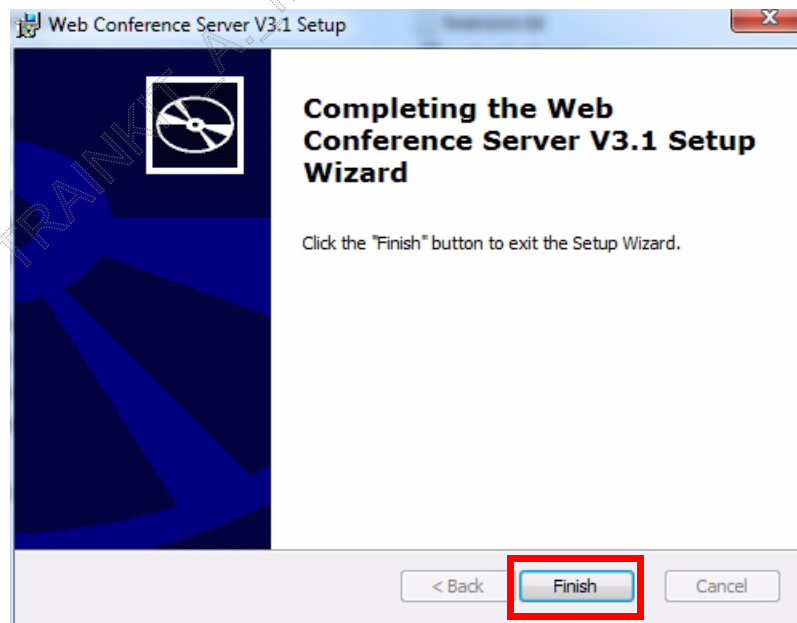 Web Conference Server V3.1 Setup
Completing the Web
Conference Server V3.1 Setup
Wizard
Click the "Finish" button to exit the Setup Wizard.
< Back Finish Cancel